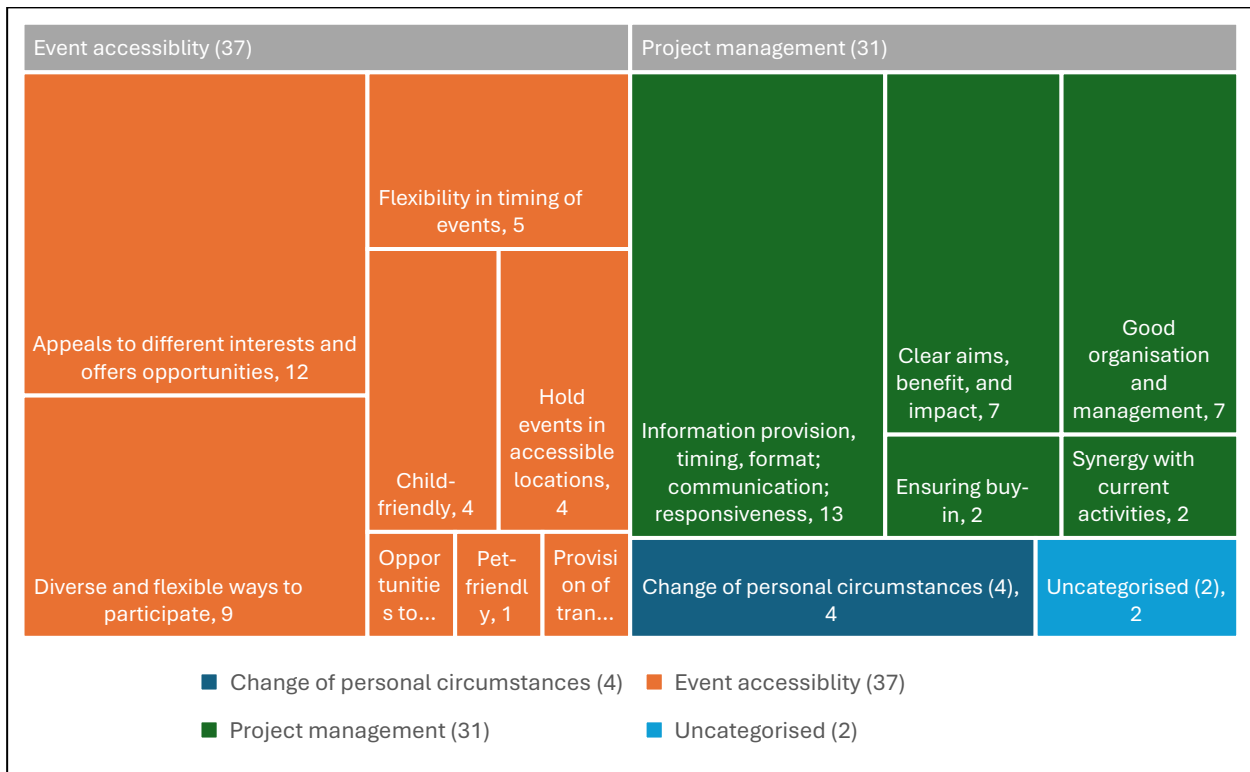 Event accessiblity (37)
Project management (31)
Appeals to different interests and
offers opportunities, 12
Diverse and flexible ways to
participate, 9
Flexibility in timing of
events, 5
Child-
friendly, 4
Hold
events in
accessible
locations,
4
Oppor
tunitie
s to...
Pet-
friendl
y, 1
Provisi
on of
tran...
Information provision,
timing, format;
communication;
responsiveness, 13
Clear aims,
benefit, and
impact, 7
Good
organisation
and
management, 7
Ensuring buy-
in, 2
Synergy with
current
activities, 2
Change of personal circumstances (4),
4
Uncategorised (2),
2
Change of personal circumstances (4)
Event accessiblity (37)
Project management (31)
Uncategorised (2)